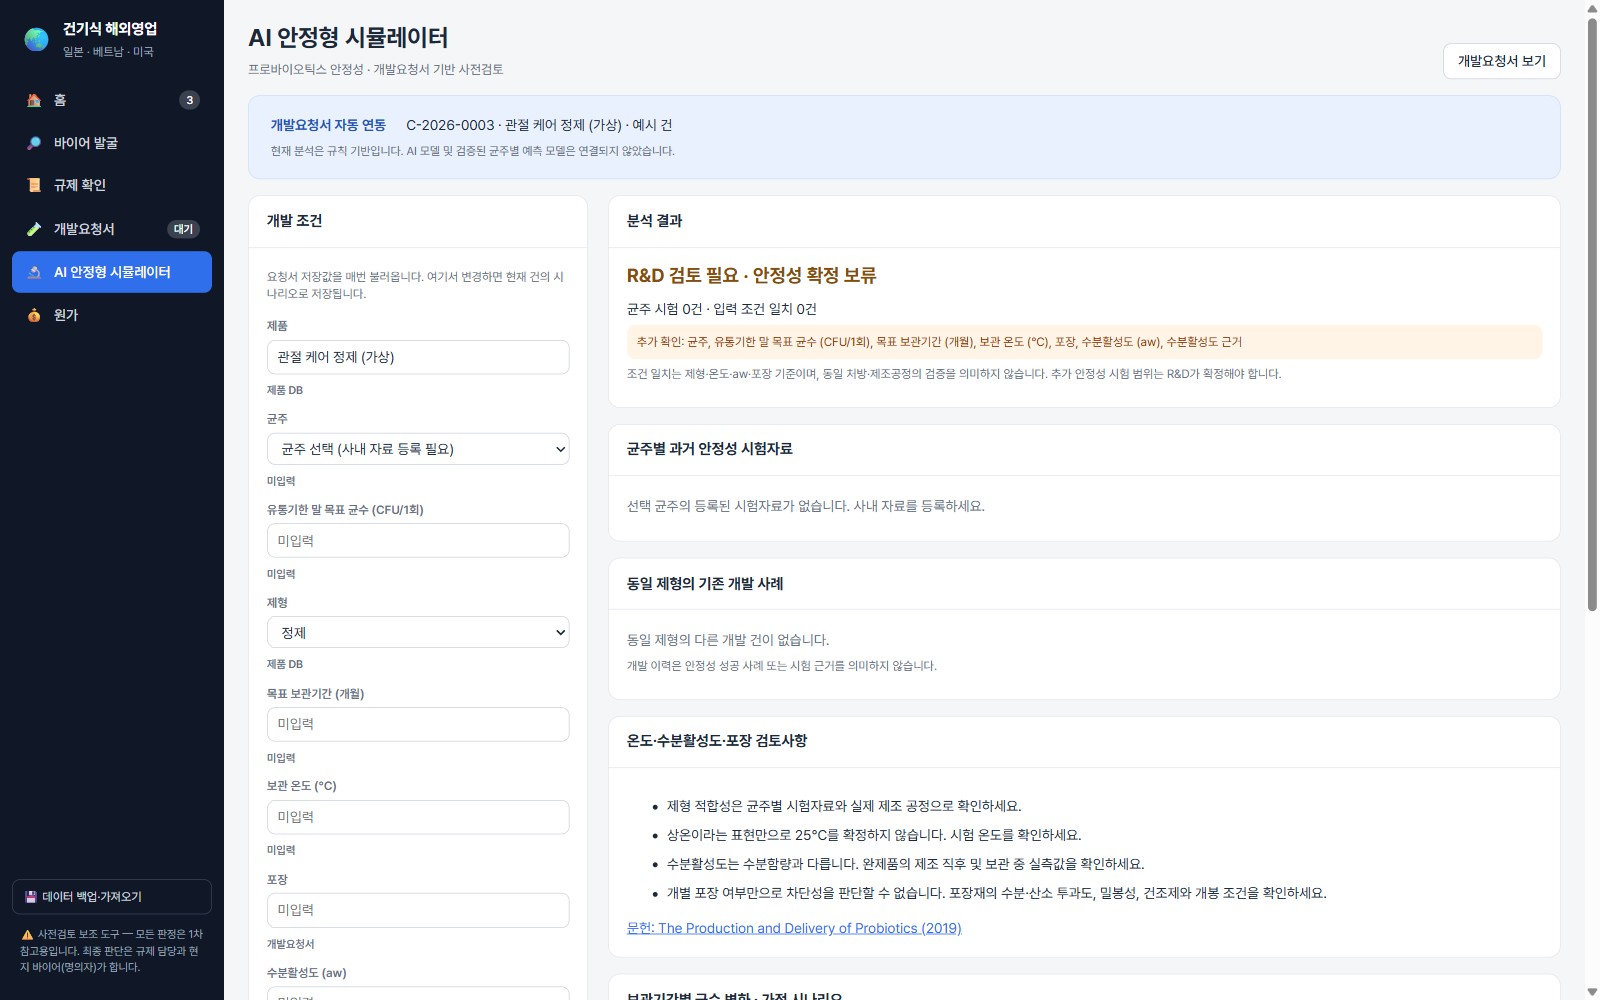 건기식 해외영업
일본 · 베트남 · 미국
홈
3
바이어 발굴
규제 확인
개발요청서
대기
AI 안정형 시뮬레이터
원가
데이터 백업·가져오기
사전검토 보조 도구 — 모든 판정은 1차
참고용입니다. 최종 판단은 규제 담당과 현
지 바이어(명의자)가 합니다.
AI 안정형 시뮬레이터
프로바이오틱스 안정성 · 개발요청서 기반 사전검토
개발요청서 보기
개발요청서 자동 연동 C-2026-0003 · 관절 케어 정제 (가상) · 예시 건
현재 분석은 규칙 기반입니다. AI 모델 및 검증된 균주별 예측 모델은 연결되지 않았습니다.
개발 조건
요청서 저장값을 매번 불러옵니다. 여기서 변경하면 현재 건의 시
나리오로 저장됩니다.
제품
관절 케어 정제 (가상)
제품 DB
균주
균주 선택 (사내 자료 등록 필요)
미입력
유통기한 말 목표 균수 (CFU/1회)
미입력
미입력
제형
정제
제품 DB
목표 보관기간 (개월)
미입력
미입력
보관 온도 (°C)
미입력
미입력
포장
미입력
개발요청서
수분활성도 (aw)
분석 결과
R&D 검토 필요 · 안정성 확정 보류
균주 시험 0건 · 입력 조건 일치 0건
추가 확인: 균주, 유통기한 말 목표 균수 (CFU/1회), 목표 보관기간 (개월), 보관 온도 (°C), 포장, 수분활성도 (aw), 수분활성도 근거
조건 일치는 제형·온도·aw·포장 기준이며, 동일 처방·제조공정의 검증을 의미하지 않습니다. 추가 안정성 시험 범위는 R&D가 확정해야 합니다.
균주별 과거 안정성 시험자료
선택 균주의 등록된 시험자료가 없습니다. 사내 자료를 등록하세요.
동일 제형의 기존 개발 사례
동일 제형의 다른 개발 건이 없습니다.
개발 이력은 안정성 성공 사례 또는 시험 근거를 의미하지 않습니다.
온도·수분활성도·포장 검토사항
• 제형 적합성은 균주별 시험자료와 실제 제조 공정으로 확인하세요.
• 상온이라는 표현만으로 25°C를 확정하지 않습니다. 시험 온도를 확인하세요.
• 수분활성도는 수분함량과 다릅니다. 완제품의 제조 직후 및 보관 중 실측값을 확인하세요.
• 개별 포장 여부만으로 차단성을 판단할 수 없습니다. 포장재의 수분·산소 투과도, 밀봉성, 건조제와 개봉 조건을 확인하세요.
문헌: The Production and Delivery of Probiotics (2019)
보관기간별 균수 변화 · 가정 시나리오